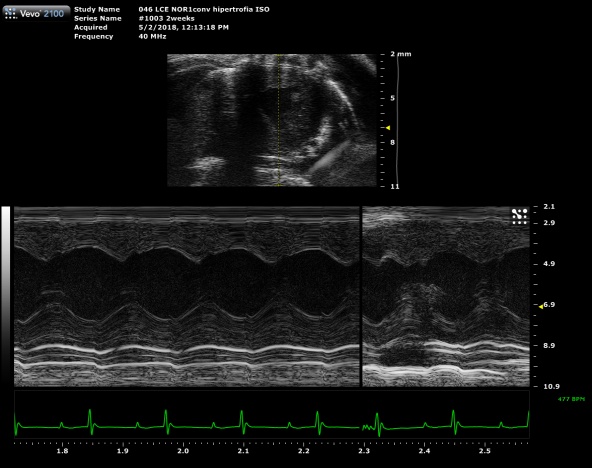 Vevo 2100
Study Name 046 LCE NOR1conv hipertrofia ISO
Series Name #1003 2weeks
Acquired 5/2/2018, 12:13:18 PM
Frequency 40 MHz
2 mm
5
8
11
2.1
2.9
4.9
6.9
8.9
10.9
477 BPM
1.8 1.9 2.0 2.1 2.2 2.3 2.4 2.5